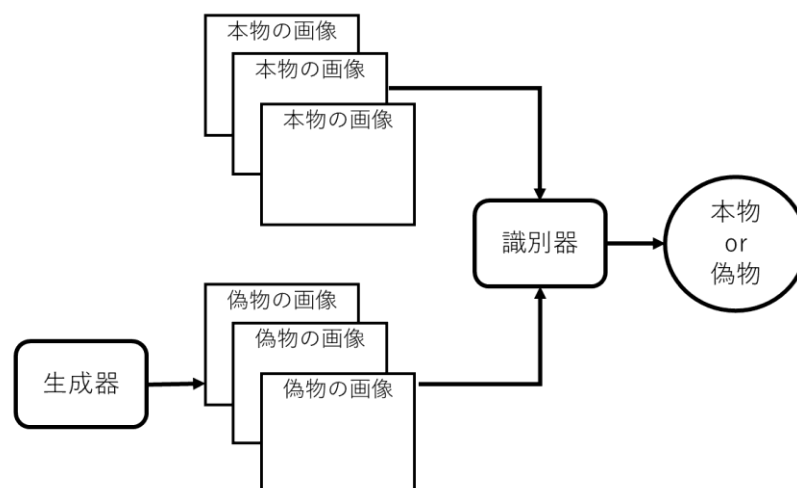 本物の画像
本物の画像
本物の画像
識別器
本物
or
偽物
生成器
偽物の画像
偽物の画像
偽物の画像